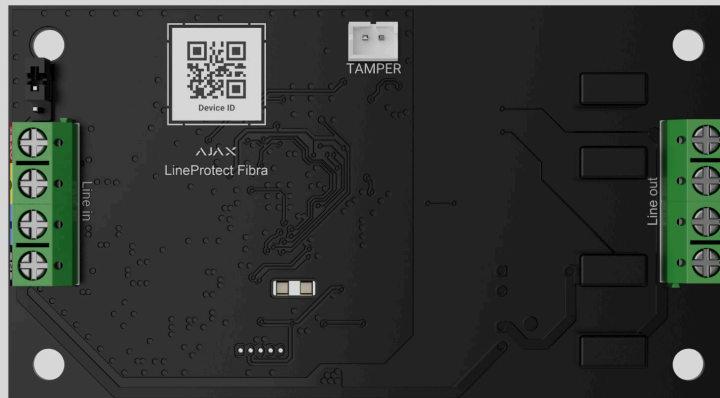 TAMPER
Device ID
AJAX
LineProtect Fibra
Line in
Line out